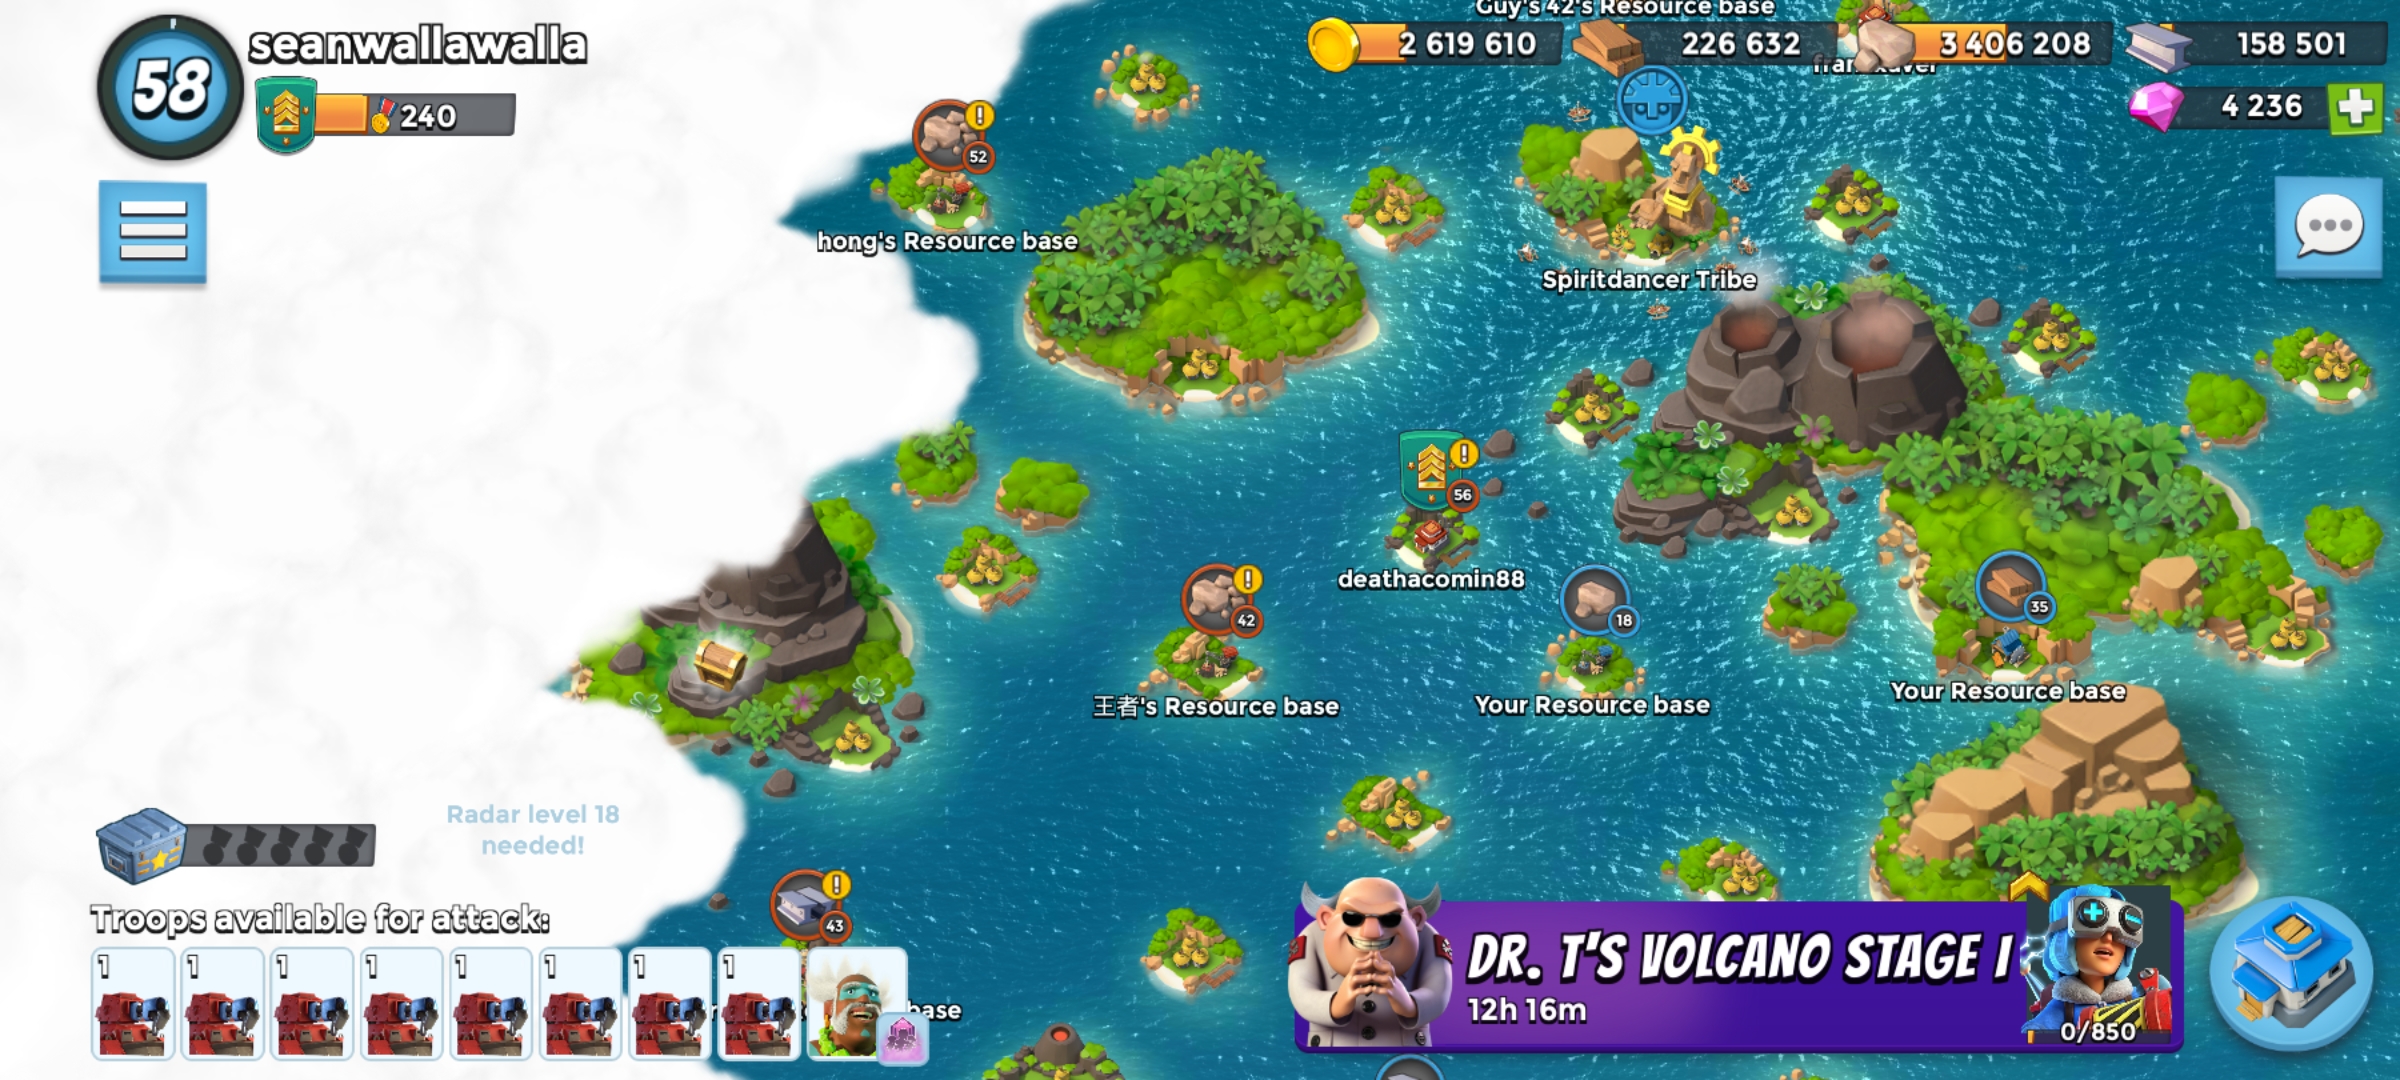 Guy's 42's Resource base
58
seanwallawalla
240
2 619 610
226 632
3 406 208
158 501
4 236
52
hong's Resource base
Spiritdancer Tribe
56
deathacomin88
42
王者's Resource base
18
Your Resource base
35
Your Resource base
Radar level 18
needed!
43
Troops available for attack:
1
1
1
1
1
1
1
1
base
DR. T'S VOLCANO STAGE I
12h 16m
0/850